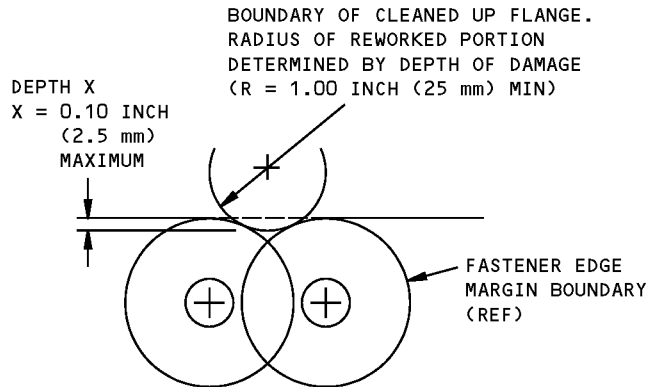 BOUNDARY OF CLEANED UP FLANGE.
RADIUS OF REWORKED PORTION
DETERMINED BY DEPTH OF DAMAGE
(R = 1.00 INCH (25 mm) MIN)
DEPTH X
X = 0.10 INCH
(2.5 mm)
MAXIMUM
FASTENER EDGE
MARGIN BOUNDARY
(REF)